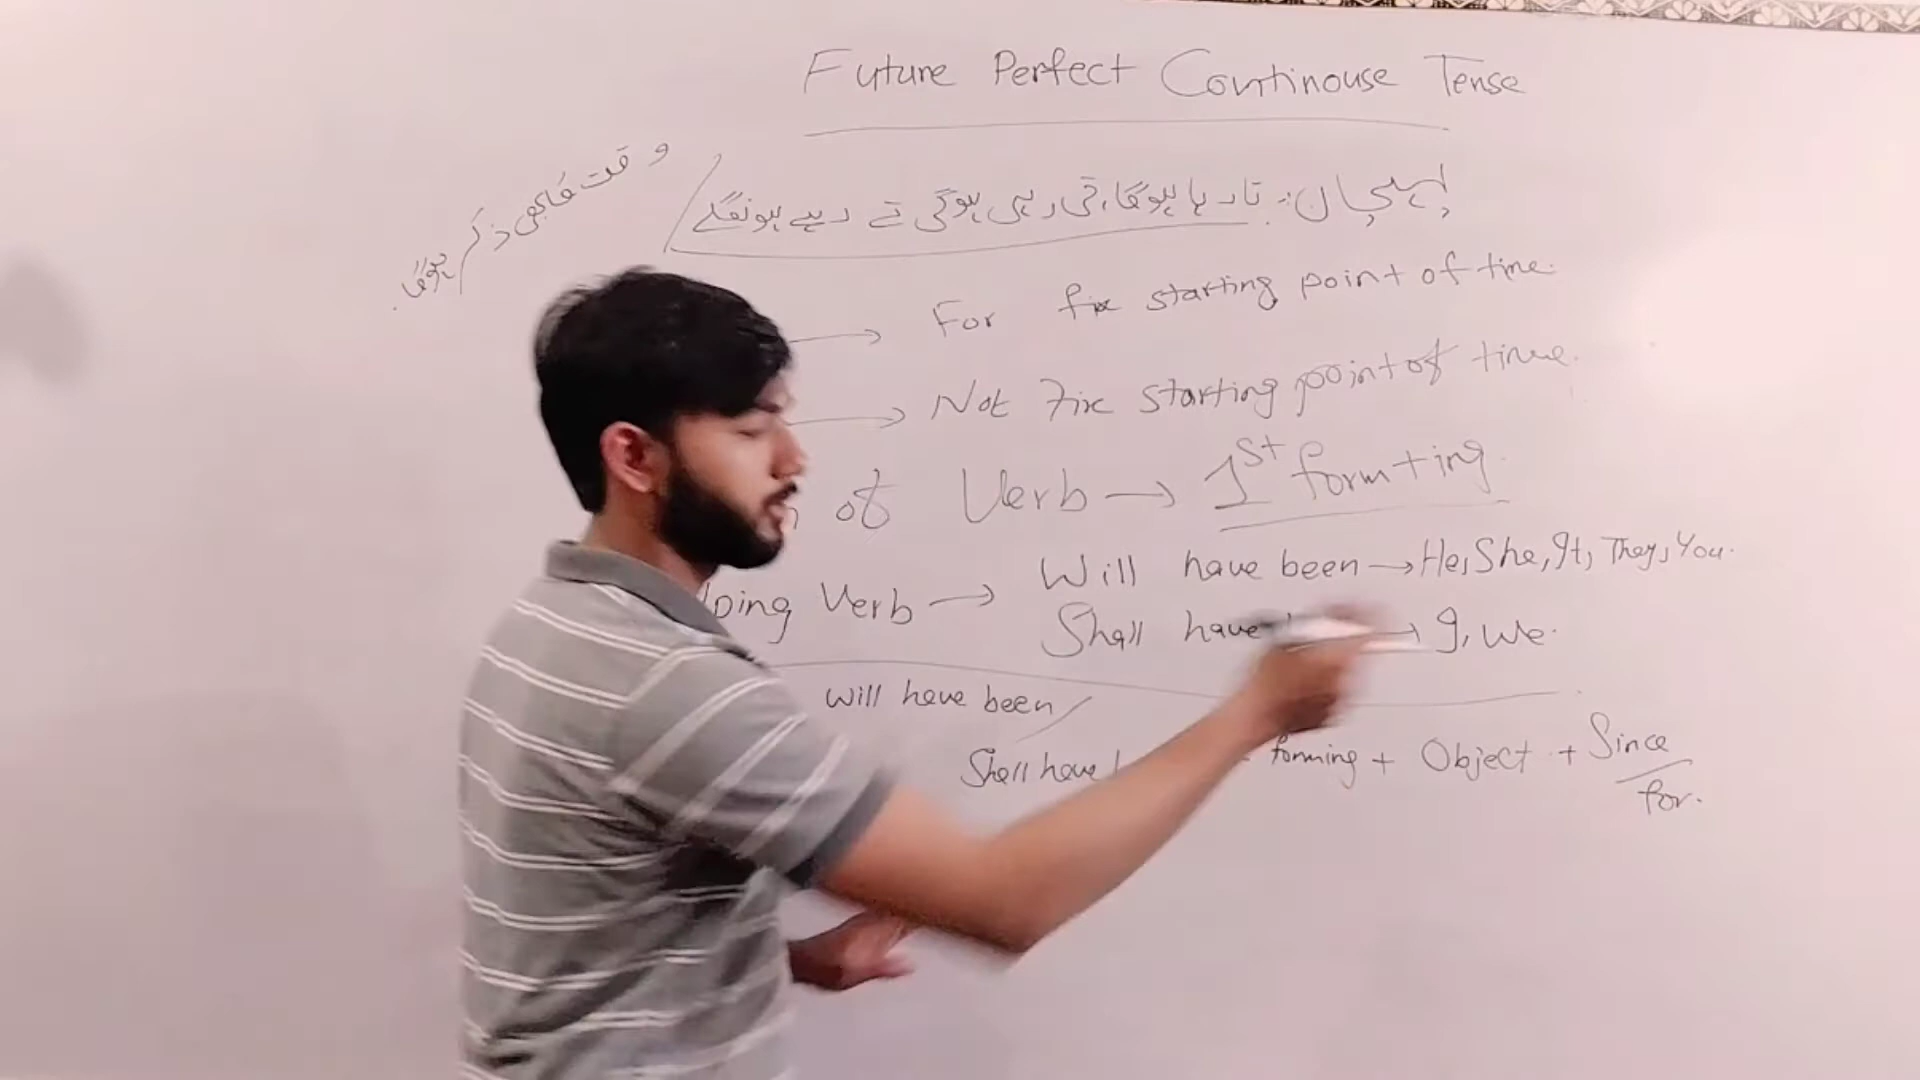 Future Perfect Continouse Tense
پہچان: تا رہا ہوگا، تی رہی ہوگی تے رہے ہونگے
وقت کا بھی ذکر ہوگا
→ For fix starting point of time.
→ Not Fix starting point of time.
of Verb → 1st form + ing.
lping Verb → Will have been → He, She, It, They, You.
Shall have → I, We.
will have been /
Shall have forming + Object + Since
for.